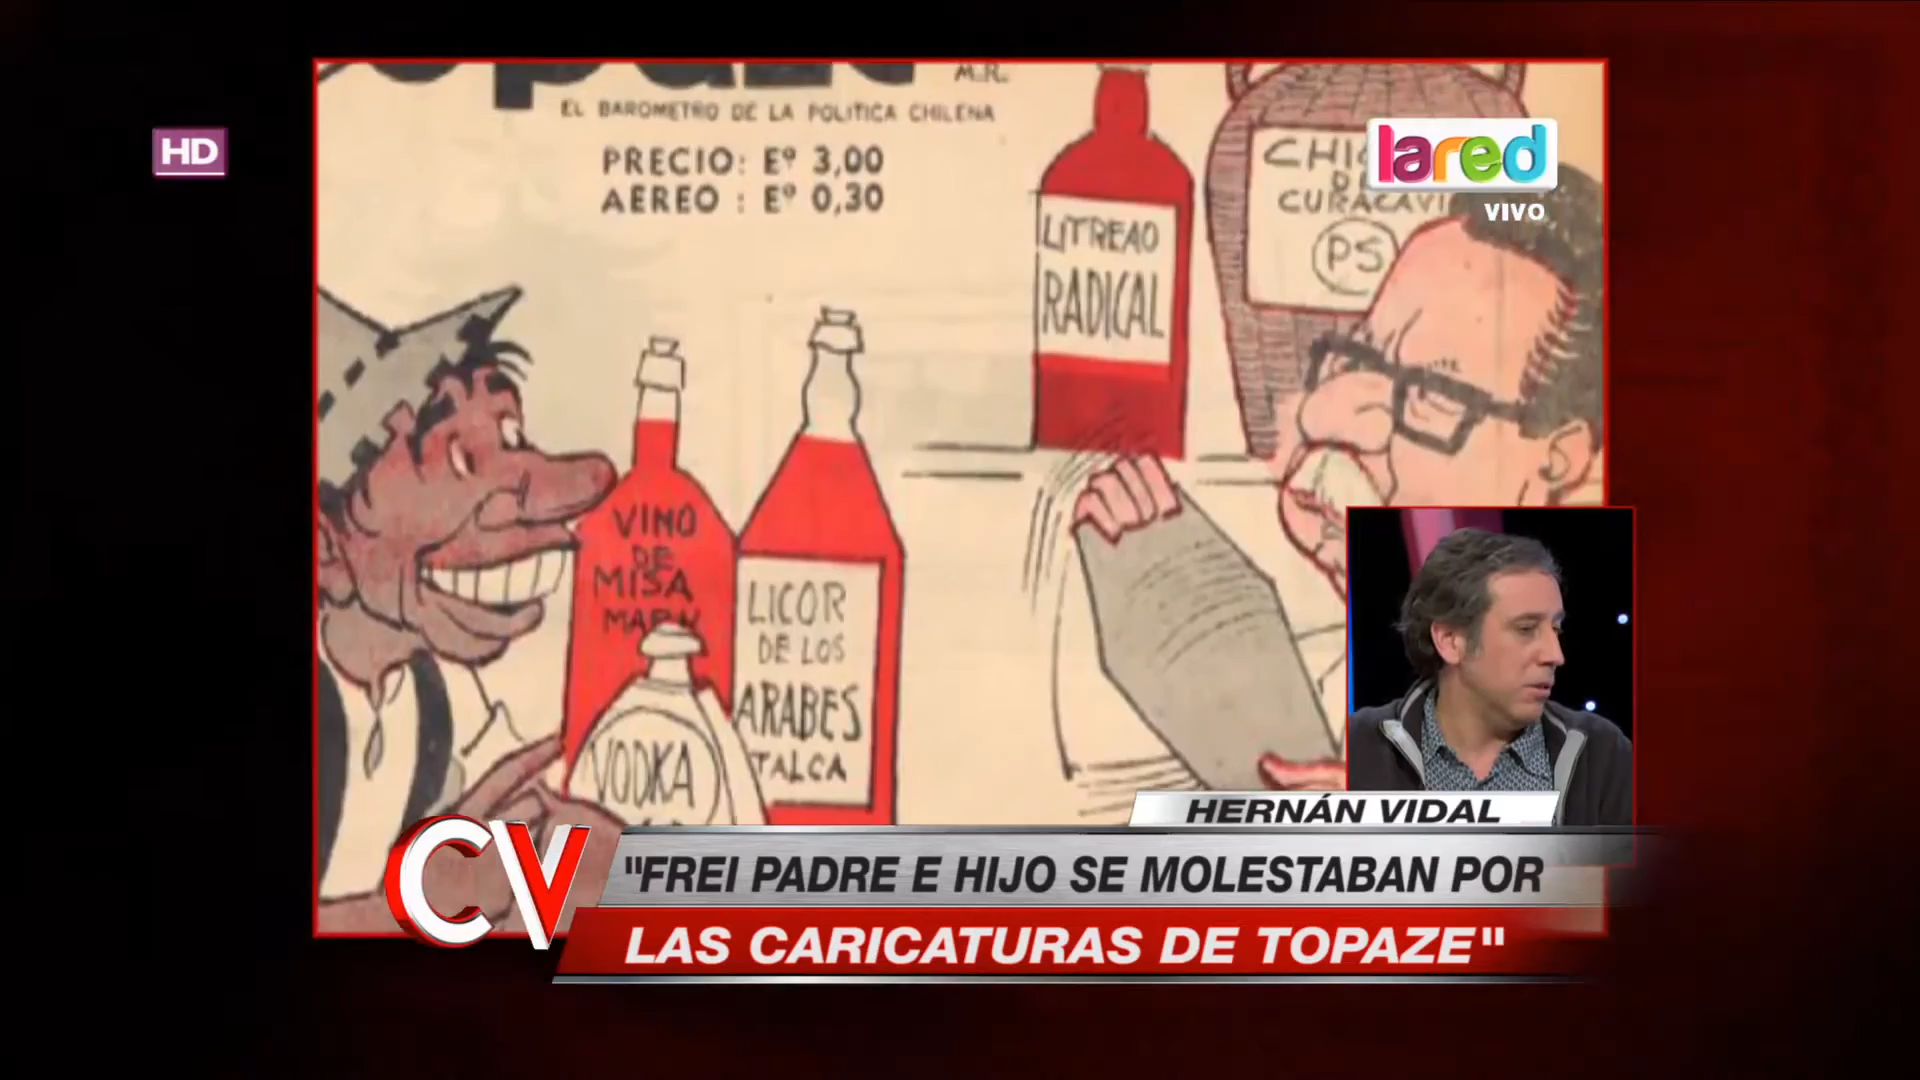 M.R.
EL BAROMETRO DE LA POLITICA CHILENA
PRECIO: Eº 3,00
AEREO : Eº 0,30
HD
lared
VIVO
CURACAVI
PS
LITREAO
RADICAL
VINO
DE
MISA
LICOR
DE LOS
ARABES
TALCA
VODKA
HERNÁN VIDAL
CV
"FREI PADRE E HIJO SE MOLESTABAN POR
LAS CARICATURAS DE TOPAZE"